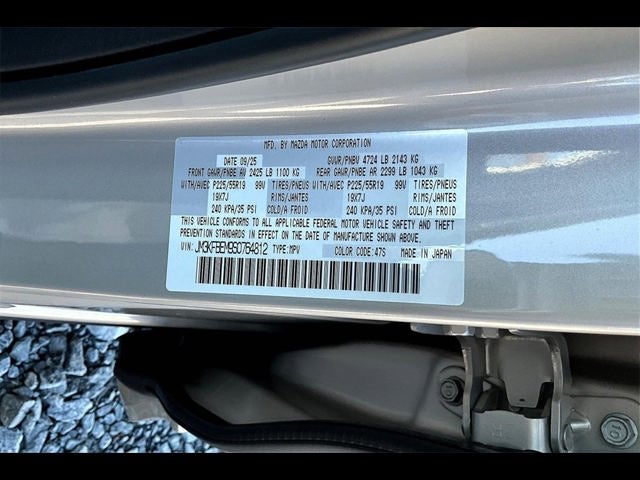 MFD. BY MAZDA MOTOR CORPORATION
DATE 09/25 GVWR/PNBV 4724 LB 2143 KG
FRONT GAWR/PNBE AV 2425 LB 1100 KG REAR GAWR/PNBE AR 2299 LB 1043 KG
WITH/AVEC P225/55R19 99V TIRES/PNEUS WITH/AVEC P225/55R19 99V TIRES/PNEUS
19X7J RIMS/JANTES 19X7J RIMS/JANTES
240 KPA/35 PSI COLD/A FROID 240 KPA/35 PSI COLD/A FROID
THIS VEHICLE CONFORMS TO ALL APPLICABLE FEDERAL MOTOR VEHICLE SAFETY AND THEFT
PREVENTION STANDARDS IN EFFECT ON THE DATE OF MANUFACTURE SHOWN ABOVE.
VIN: JM3KFBEM9S0764812 TYPE:MPV COLOR CODE:47S MADE IN JAPAN